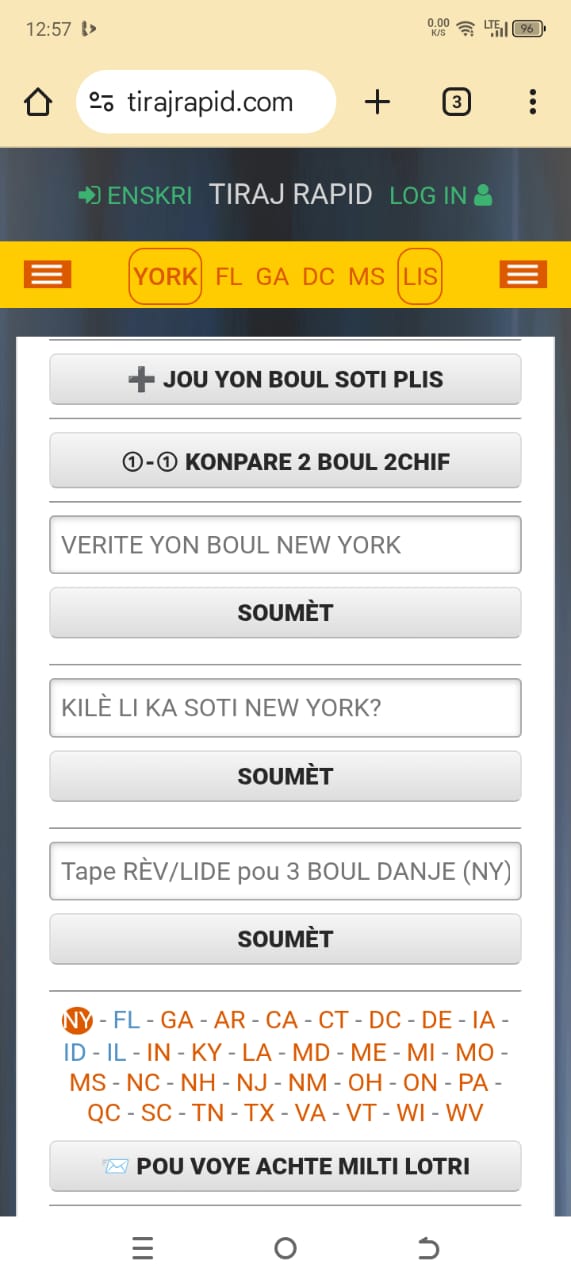 12:57 0.00 K/S LTE 96
tirajrapid.com 3
ENSKRI TIRAJ RAPID LOG IN
YORK FL GA DC MS LIS
➕ JOU YON BOUL SOTI PLIS
①-① KONPARE 2 BOUL 2CHIF
VERITE YON BOUL NEW YORK
SOUMÈT
KILÈ LI KA SOTI NEW YORK?
SOUMÈT
Tape RÈV/LIDE pou 3 BOUL DANJE (NY)
SOUMÈT
NY - FL - GA - AR - CA - CT - DC - DE - IA -
ID - IL - IN - KY - LA - MD - ME - MI - MO -
MS - NC - NH - NJ - NM - OH - ON - PA -
QC - SC - TN - TX - VA - VT - WI - WV
📨 POU VOYE ACHTE MILTI LOTRI